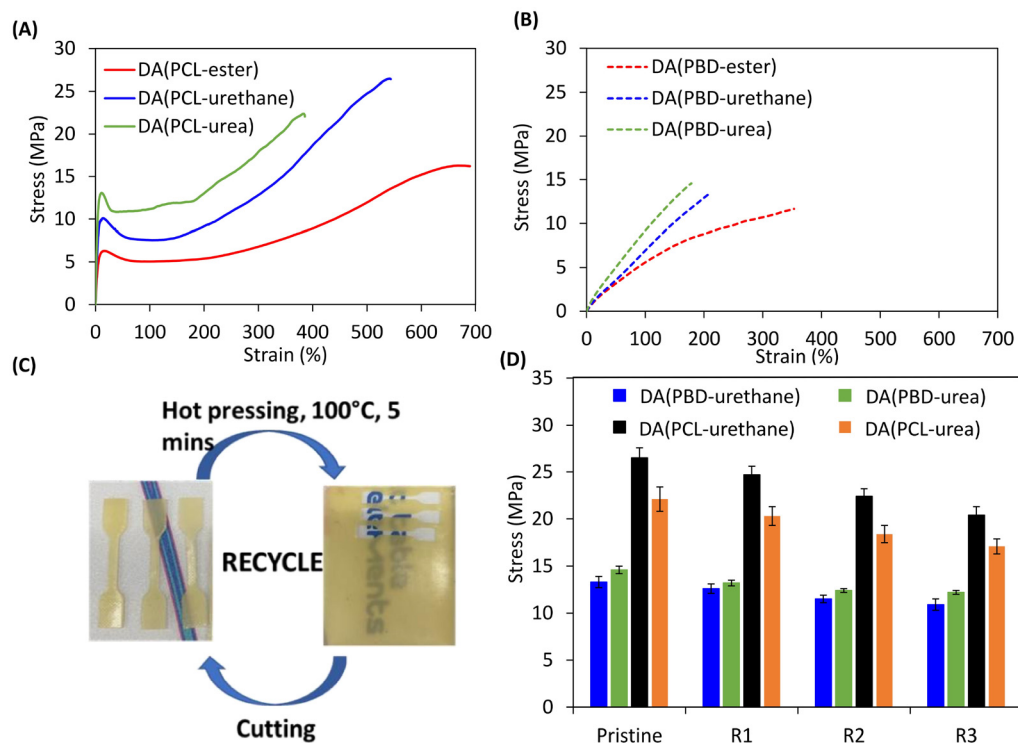 (A)
30
25
20
15
10
5
0
Stress (MPa)
DA(PCL-ester)
DA(PCL-urethane)
DA(PCL-urea)
0 100 200 300 400 500 600 700
Strain (%)
(B)
30
25
20
15
10
5
0
Stress (MPa)
DA(PBD-ester)
DA(PBD-urethane)
DA(PBD-urea)
0 100 200 300 400 500 600 700
Strain (%)
(C)
Hot pressing, 100°C, 5
mins
RECYCLE
Cutting
(D)
35
30
25
20
15
10
5
0
Stress (MPa)
DA(PBD-urethane) DA(PBD-urea)
DA(PCL-urethane) DA(PCL-urea)
Pristine R1 R2 R3